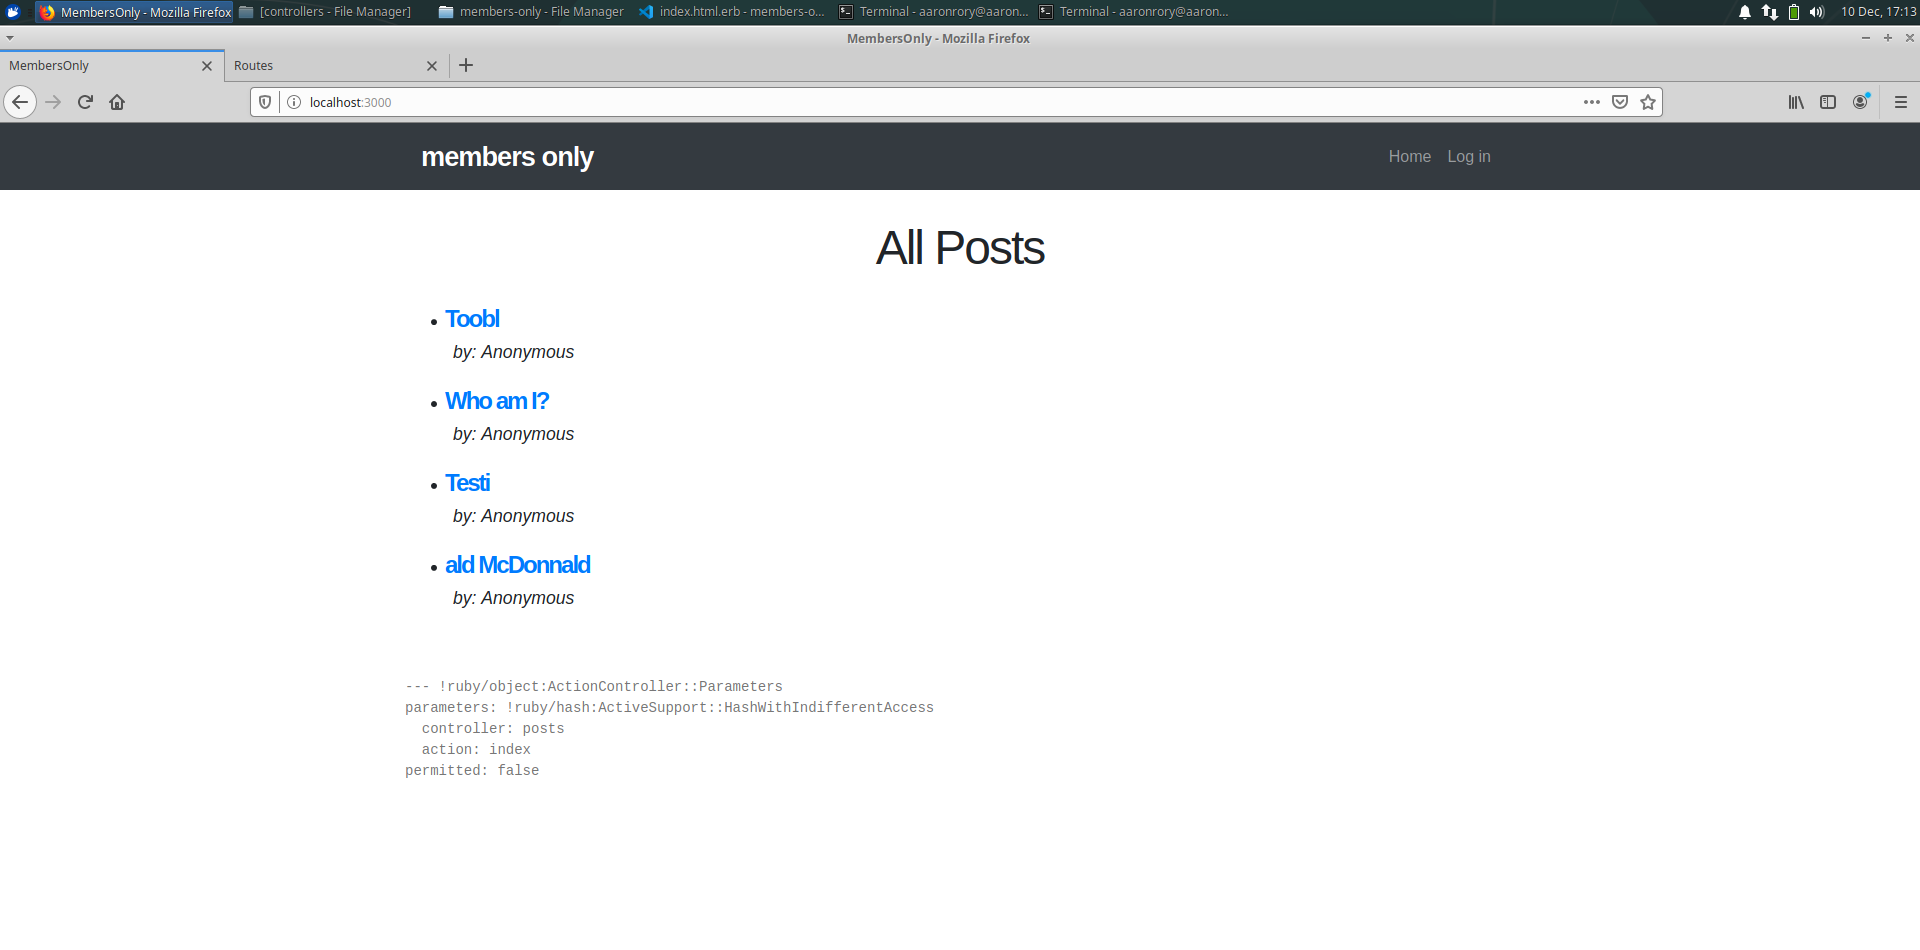 MembersOnly - Mozilla Firefox [controllers - File Manager] members-only - File Manager index.html.erb - members-o... Terminal - aaronrory@aaron... Terminal - aaronrory@aaron... 10 Dec, 17:13
MembersOnly - Mozilla Firefox
MembersOnly Routes
localhost:3000
members only Home Log in
All Posts
• Toobl
by: Anonymous
• Who am I?
by: Anonymous
• Testi
by: Anonymous
• ald McDonnald
by: Anonymous
--- !ruby/object:ActionController::Parameters
parameters: !ruby/hash:ActiveSupport::HashWithIndifferentAccess
  controller: posts
  action: index
permitted: false